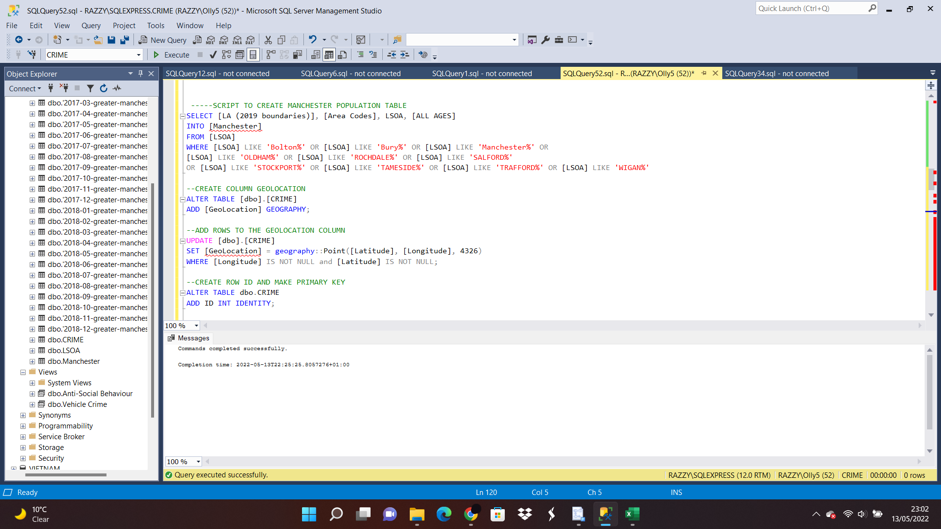 SQLQuery52.sql - RAZZY\SQLEXPRESS.CRIME (RAZZY\Olly5 (52))* - Microsoft SQL Server Management Studio
Quick Launch (Ctrl+Q)
File Edit View Query Project Tools Window Help
New Query
CRIME Execute
Object Explorer
SQLQuery12.sql - not connected SQLQuery6.sql - not connected SQLQuery1.sql - not connected SQLQuery52.sql - R...(RAZZY\Olly5 (52))* SQLQuery34.sql - not connected
Connect
dbo.'2017-03-greater-manches
dbo.'2017-04-greater-manches
dbo.'2017-05-greater-manches
dbo.'2017-06-greater-manches
dbo.'2017-07-greater-manches
dbo.'2017-08-greater-manches
dbo.'2017-09-greater-manches
dbo.'2017-10-greater-manches
dbo.'2017-11-greater-manches
dbo.'2017-12-greater-manches
dbo.'2018-01-greater-manches
dbo.'2018-02-greater-manches
dbo.'2018-03-greater-manches
dbo.'2018-04-greater-manches
dbo.'2018-05-greater-manches
dbo.'2018-06-greater-manches
dbo.'2018-07-greater-manches
dbo.'2018-08-greater-manches
dbo.'2018-09-greater-manches
dbo.'2018-10-greater-manches
dbo.'2018-11-greater-manches
dbo.'2018-12-greater-manches
dbo.CRIME
dbo.LSOA
dbo.Manchester
Views
System Views
dbo.Anti-Social Behaviour
dbo.Vehicle Crime
Synonyms
Programmability
Service Broker
Storage
Security
VIETNAM
-----SCRIPT TO CREATE MANCHESTER POPULATION TABLE
SELECT [LA (2019 boundaries)], [Area Codes], LSOA, [ALL AGES]
INTO [Manchester]
FROM [LSOA]
WHERE [LSOA] LIKE 'Bolton%' OR [LSOA] LIKE 'Bury%' OR [LSOA] LIKE 'Manchester%' OR
[LSOA] LIKE 'OLDHAM%' OR [LSOA] LIKE 'ROCHDALE%' OR [LSOA] LIKE 'SALFORD%'
OR [LSOA] LIKE 'STOCKPORT%' OR [LSOA] LIKE 'TAMESIDE%' OR [LSOA] LIKE 'TRAFFORD%' OR [LSOA] LIKE 'WIGAN%'
--CREATE COLUMN GEOLOCATION
ALTER TABLE [dbo].[CRIME]
ADD [GeoLocation] GEOGRAPHY;
--ADD ROWS TO THE GEOLOCATION COLUMN
UPDATE [dbo].[CRIME]
SET [GeoLocation] = geography::Point([Latitude], [Longitude], 4326)
WHERE [Longitude] IS NOT NULL and [Latitude] IS NOT NULL;
--CREATE ROW ID AND MAKE PRIMARY KEY
ALTER TABLE dbo.CRIME
ADD ID INT IDENTITY;
100 %
Messages
Commands completed successfully.
Completion time: 2022-05-13T22:25:25.8057276+01:00
100 %
Query executed successfully. RAZZY\SQLEXPRESS (12.0 RTM) RAZZY\Olly5 (52) CRIME 00:00:00 0 rows
Ready Ln 120 Col 5 Ch 5 INS
10°C
Clear
23:02
13/05/2022